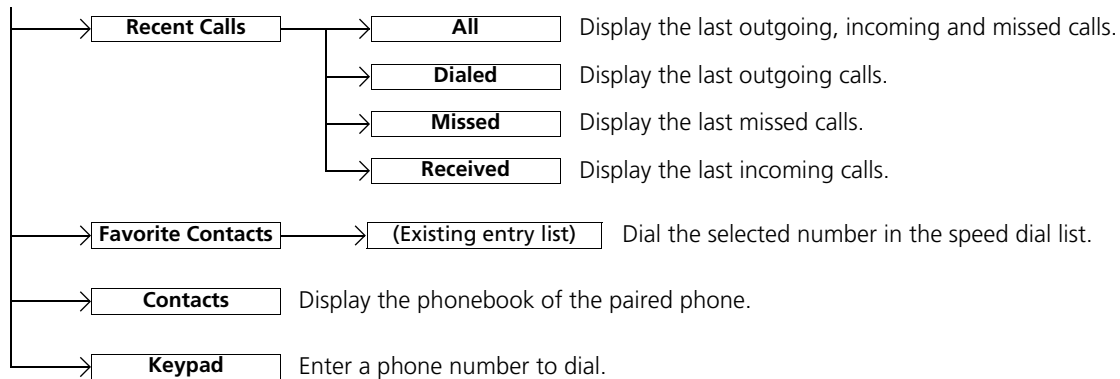 Recent Calls All Display the last outgoing, incoming and missed calls.
Dialed Display the last outgoing calls.
Missed Display the last missed calls.
Received Display the last incoming calls.
Favorite Contacts (Existing entry list) Dial the selected number in the speed dial list.
Contacts Display the phonebook of the paired phone.
Keypad Enter a phone number to dial.